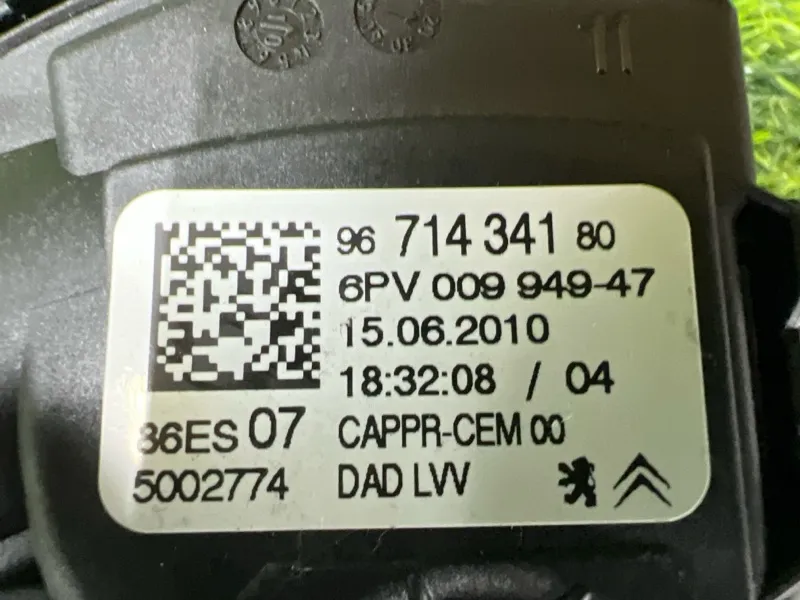 11
96 714 341 80
6PV 009 949-47
15.06.2010
18:32:08 / 04
86ES 07 CAPPR-CEM 00
5002774 DAD LVV